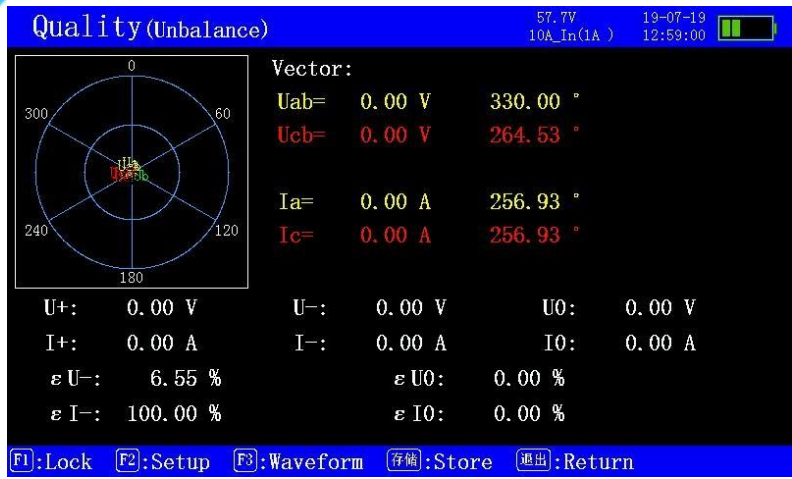 Quality(Unbalance)
57.7V 19-07-19
10A_In(1A ) 12:59:00
0
300 60
240 120
180
Vector:
Uab= 0.00 V 330.00 °
Ucb= 0.00 V 264.53 °
Ia= 0.00 A 256.93 °
Ic= 0.00 A 256.93 °
U+: 0.00 V U-: 0.00 V U0: 0.00 V
I+: 0.00 A I-: 0.00 A I0: 0.00 A
εU-: 6.55 % εU0: 0.00 %
εI-: 100.00 % εI0: 0.00 %
F1:Lock F2:Setup F3:Waveform 存储:Store 退出:Return